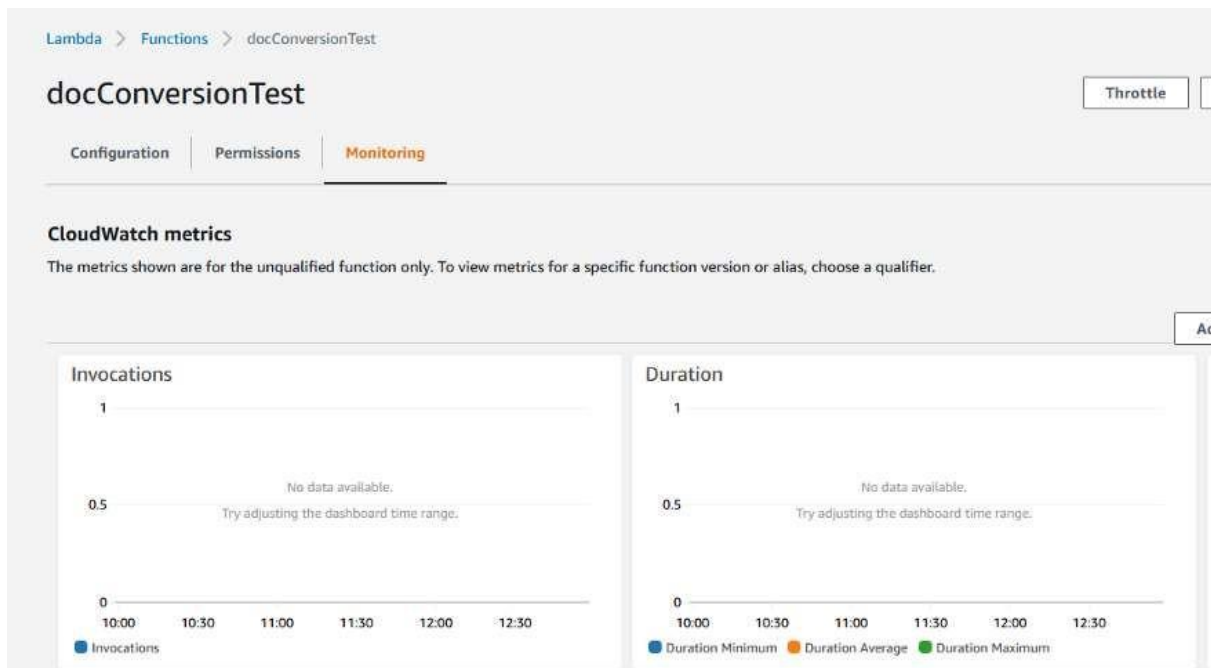 Lambda > Functions > docConversionTest
docConversionTest
Throttle
Configuration
Permissions
Monitoring
CloudWatch metrics
The metrics shown are for the unqualified function only. To view metrics for a specific function version or alias, choose a qualifier.
Invocations
1
No data available.
0.5
Try adjusting the dashboard time range.
0
10:00 10:30 11:00 11:30 12:00 12:30
Invocations
Duration
1
No data available.
0.5
Try adjusting the dashboard time range.
0
10:00 10:30 11:00 11:30 12:00 12:30
Duration Minimum Duration Average Duration Maximum